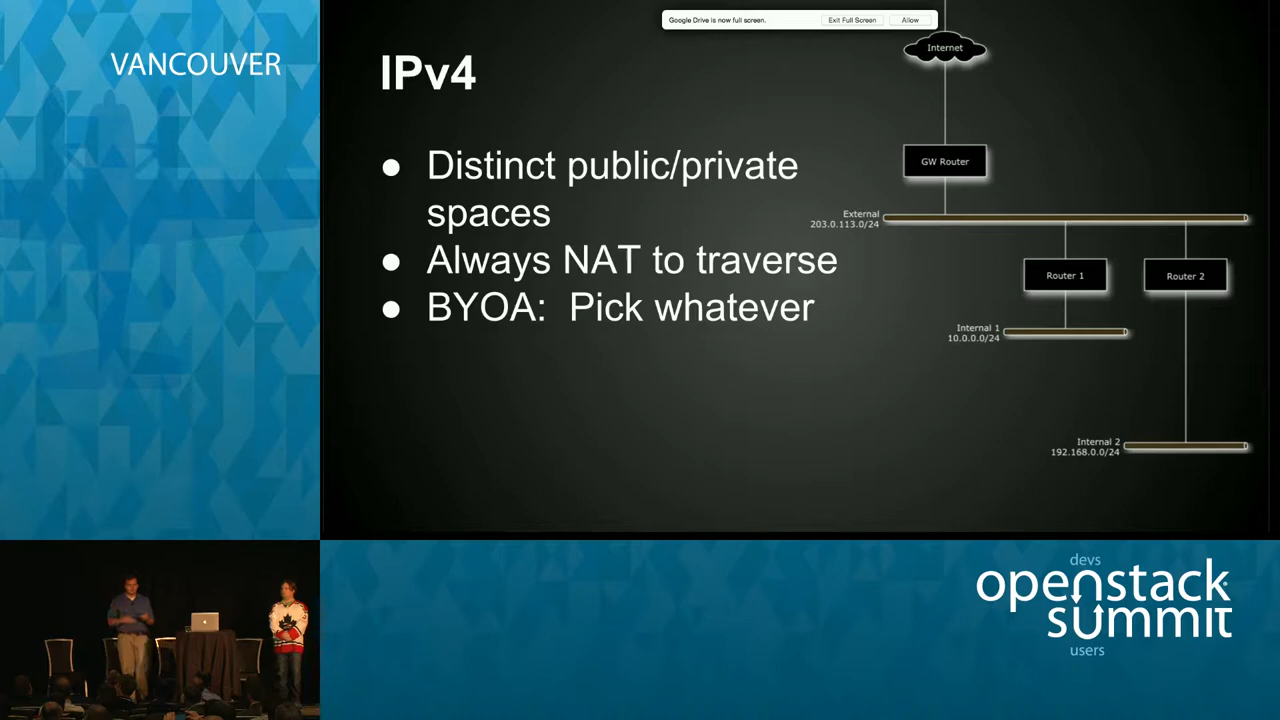 VANCOUVER
Google Drive is now full screen.
Exit Full Screen
Allow
IPv4
● Distinct public/private
spaces
● Always NAT to traverse
● BYOA:  Pick whatever
Internet
GW Router
External
203.0.113.0/24
Router 1
Router 2
Internal 1
10.0.0.0/24
Internal 2
192.168.0.0/24
devs
openstack
summit
users